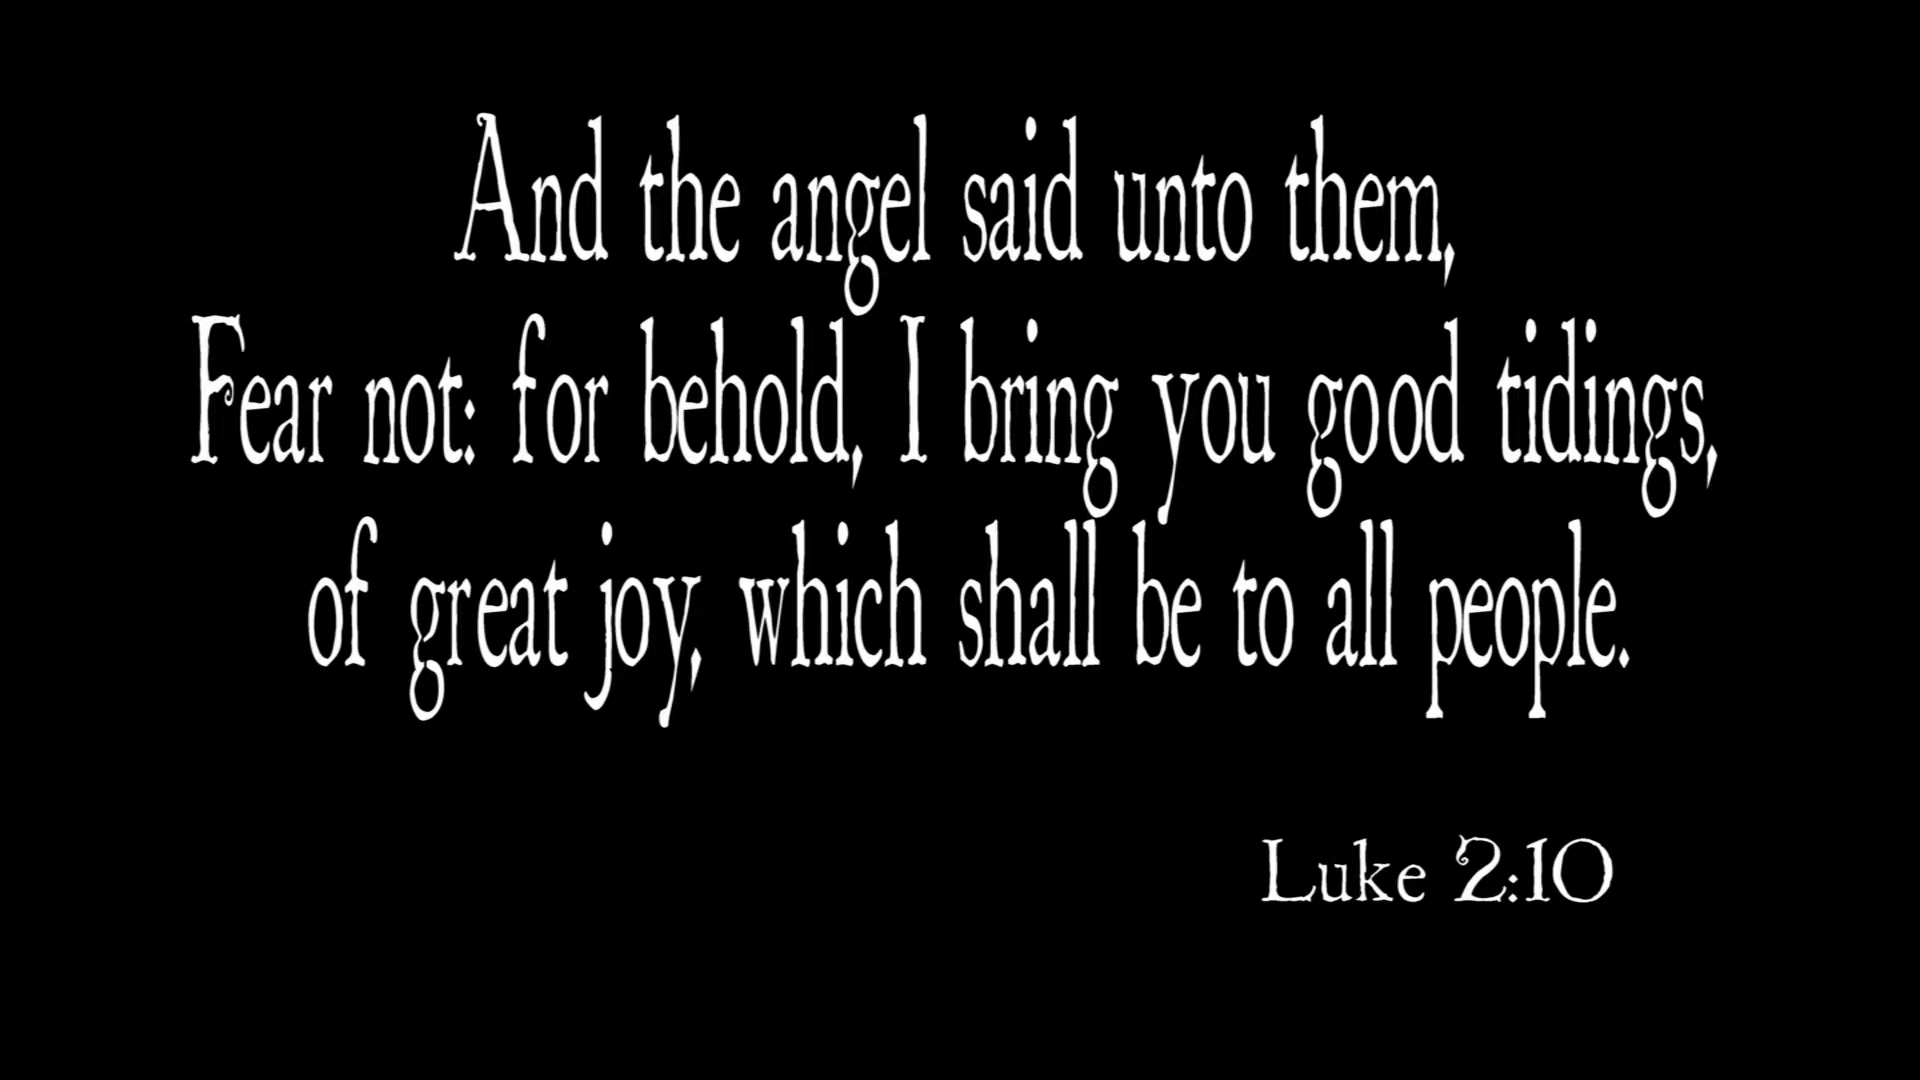 And the angel said unto them,
Fear not: for behold, I bring you good tidings,
of great joy, which shall be to all people.
Luke 2:10